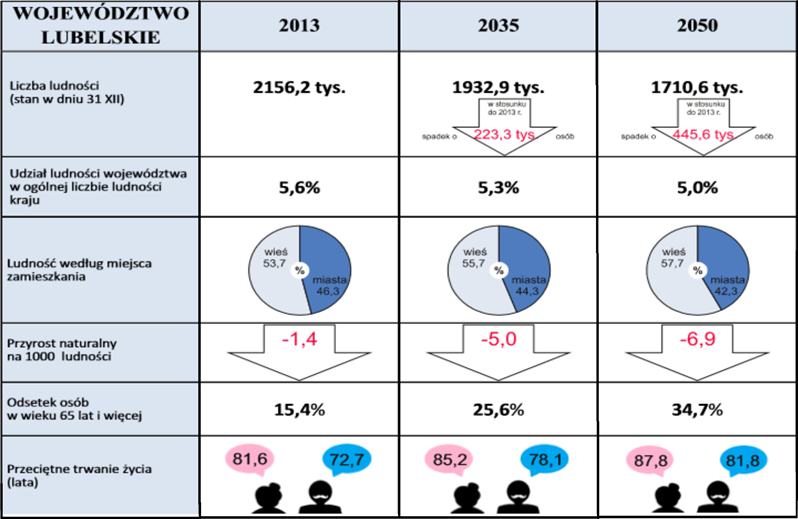 WOJEWÓDZTWO
LUBELSKIE
2013
2035
2050
Liczba ludności
(stan w dniu 31 XII)
2156,2 tys.
1932,9 tys.
w stosunku
do 2013 r.
spadek o 223,3 tys. osób
1710,6 tys.
w stosunku
do 2013 r.
spadek o 445,6 tys. osób
Udział ludności województwa
w ogólnej liczbie ludności
kraju
5,6%
5,3%
5,0%
Ludność według miejsca
zamieszkania
wieś
53,7
%
miasta
46,3
wieś
55,7
%
miasta
44,3
wieś
57,7
%
miasta
42,3
Przyrost naturalny
na 1000 ludności
-1,4
-5,0
-6,9
Odsetek osób
w wieku 65 lat i więcej
15,4%
25,6%
34,7%
Przeciętne trwanie życia
(lata)
81,6
72,7
85,2
78,1
87,8
81,8